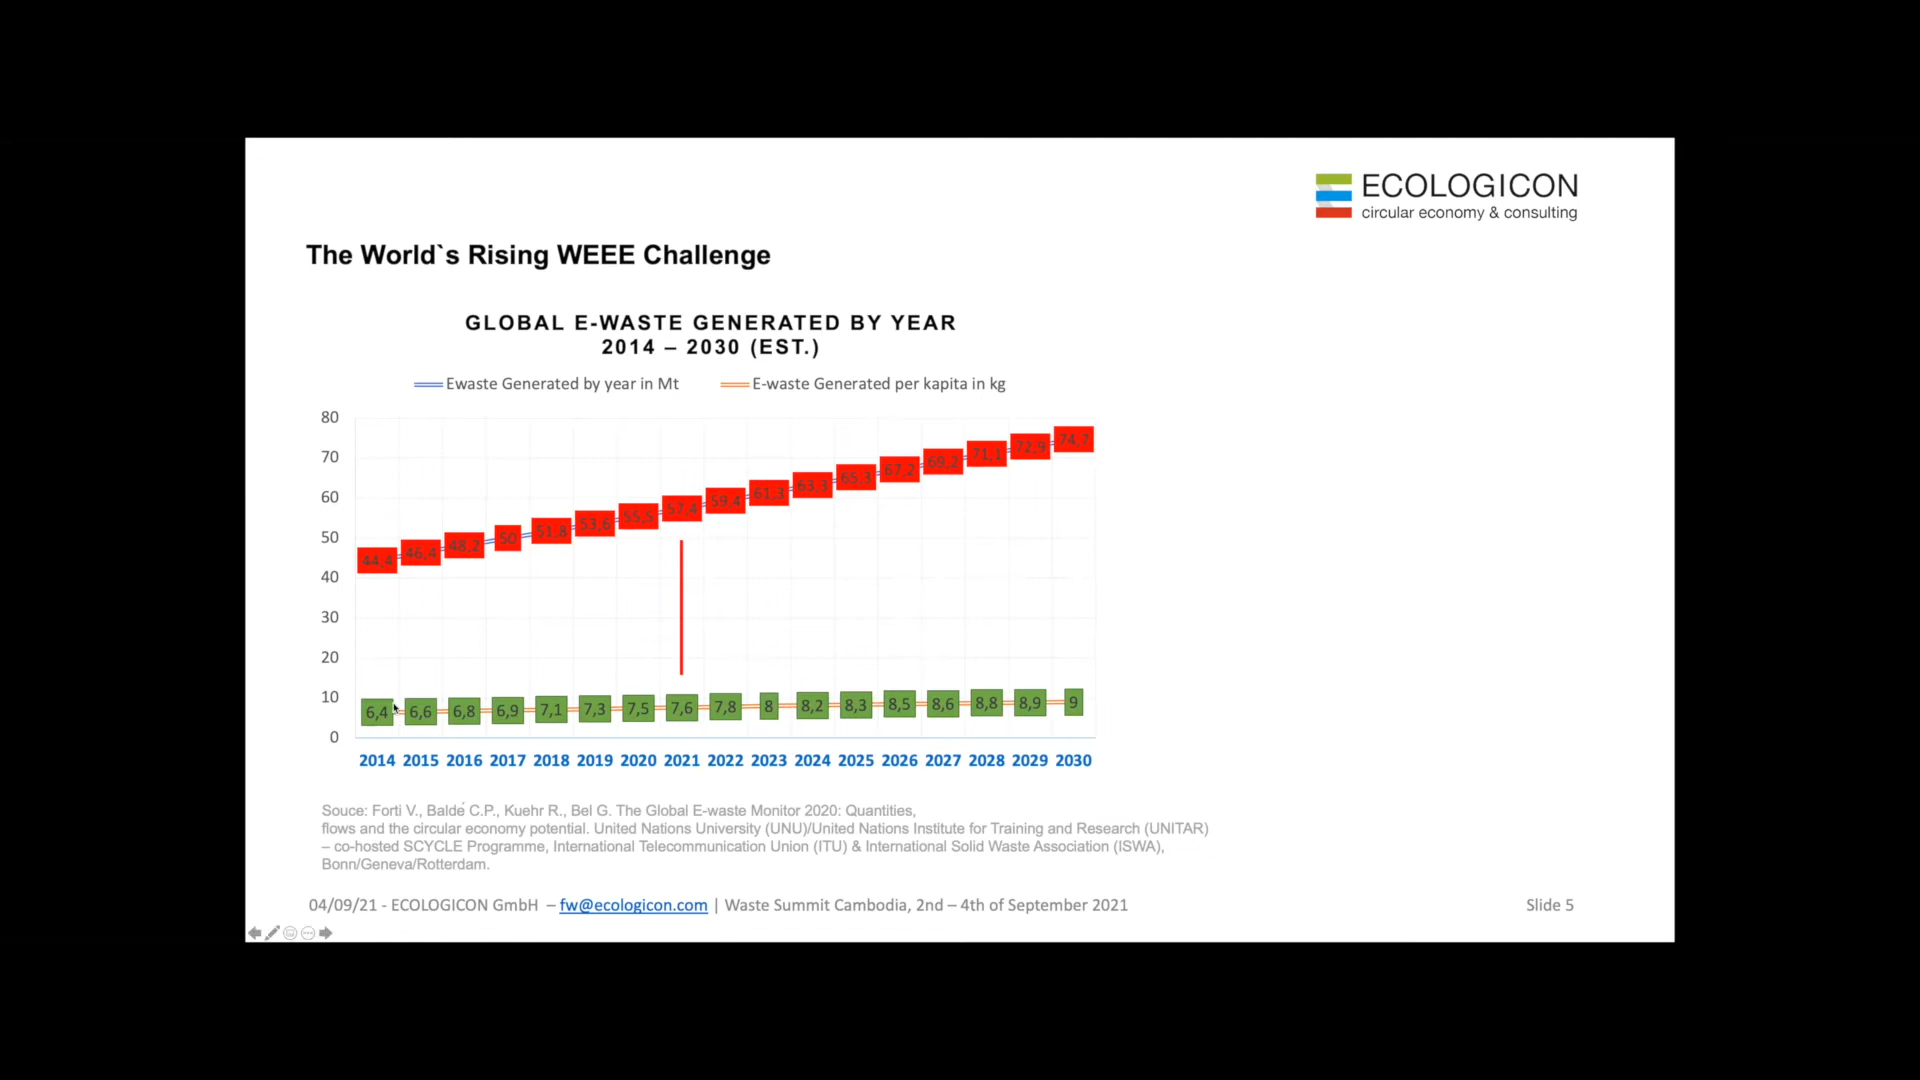 ECOLOGICON
circular economy & consulting
The World`s Rising WEEE Challenge
GLOBAL E-WASTE GENERATED BY YEAR
2014 – 2030 (EST.)
Ewaste Generated by year in Mt E-waste Generated per kapita in kg
80
70
60
50
40
30
20
10
0
44,4 46,4 48,2 50 51,8 53,6 55,5 57,4 59,4 61,3 63,3 65,3 67,2 69,2 71,1 72,9 74,7
6,4 6,6 6,8 6,9 7,1 7,3 7,5 7,6 7,8 8 8,2 8,3 8,5 8,6 8,8 8,9 9
2014 2015 2016 2017 2018 2019 2020 2021 2022 2023 2024 2025 2026 2027 2028 2029 2030
Souce: Forti V., Baldé C.P., Kuehr R., Bel G. The Global E-waste Monitor 2020: Quantities,
flows and the circular economy potential. United Nations University (UNU)/United Nations Institute for Training and Research (UNITAR)
– co-hosted SCYCLE Programme, International Telecommunication Union (ITU) & International Solid Waste Association (ISWA),
Bonn/Geneva/Rotterdam.
04/09/21 - ECOLOGICON GmbH – fw@ecologicon.com | Waste Summit Cambodia, 2nd – 4th of September 2021
Slide 5